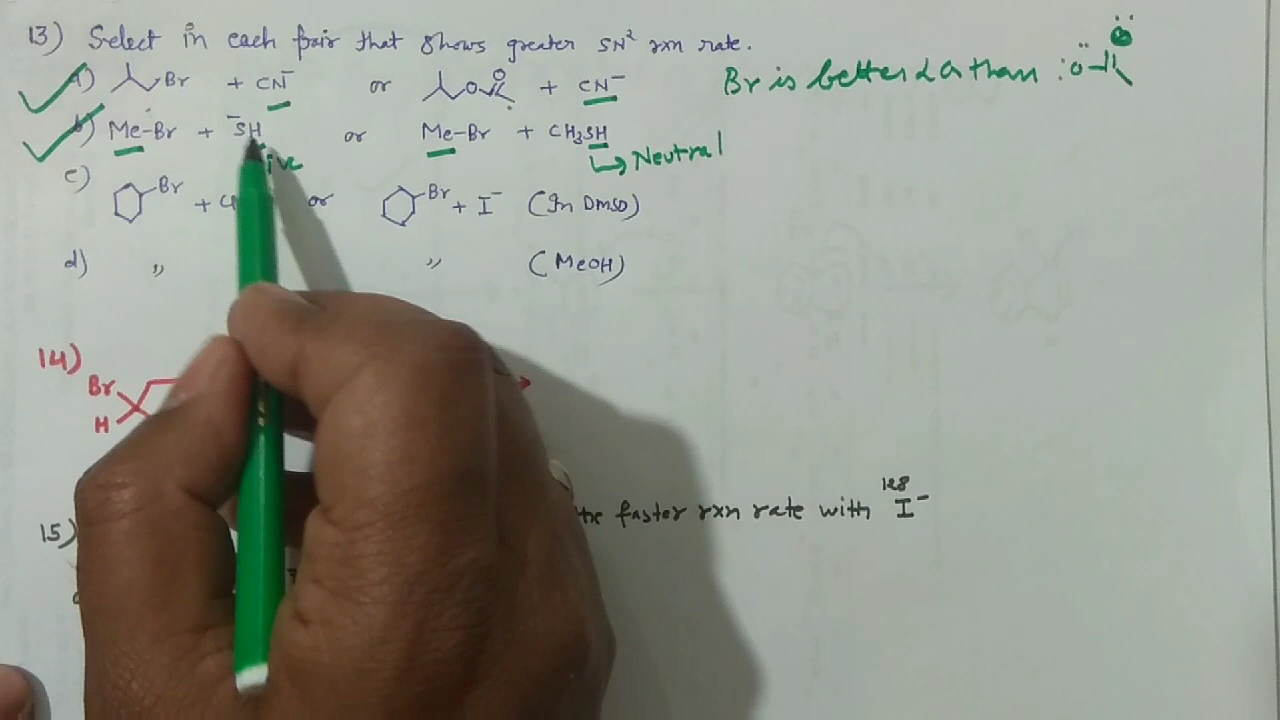 13) Select in each pair that shows greater SN² rxn rate.
a) Br + CN⁻ or O O + CN⁻ Br is better LG than :Ö
b) Me-Br + ⁻SH or Me-Br + CH₃SH
-ive Neutral
c) Br + or Br + I⁻ (In DMSO)
d) " " (MeOH)
14)
Br
H
15) the faster rxn rate with ¹²⁸I⁻